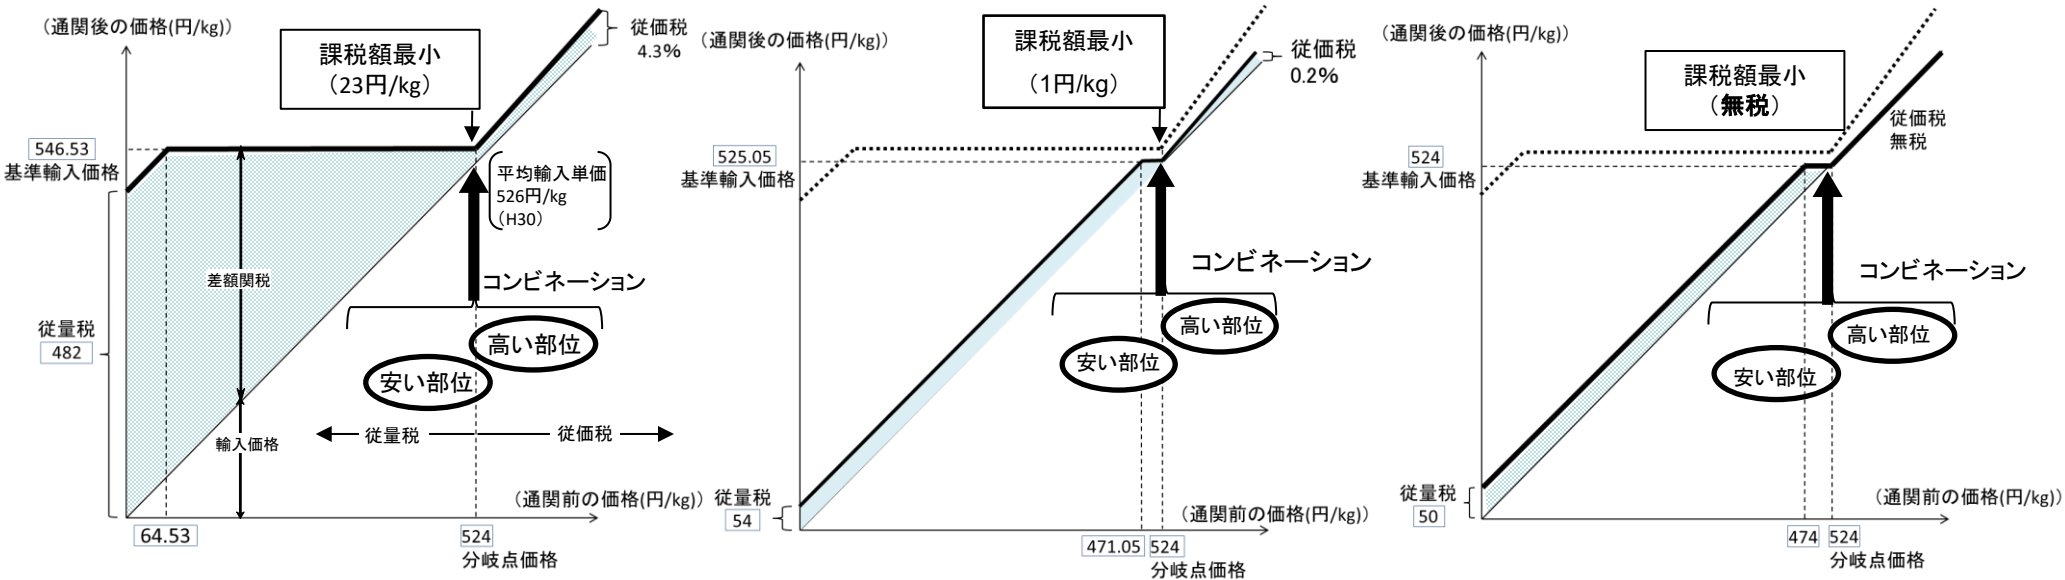 (通関後の価格(円/kg))
課税額最小
(23円/kg)
従価税
4.3%
546.53
基準輸入価格
平均輸入単価
526円/kg
(H30)
差額関税
コンビネーション
従量税
482
高い部位
安い部位
輸入価格
従量税
従価税
(通関前の価格(円/kg))
64.53
524
分岐点価格
(通関後の価格(円/kg))
課税額最小
(1円/kg)
従価税
0.2%
525.05
基準輸入価格
コンビネーション
高い部位
安い部位
従量税
54
(通関前の価格(円/kg))
471.05
524
分岐点価格
(通関後の価格(円/kg))
課税額最小
(無税)
従価税
無税
524
基準輸入価格
コンビネーション
高い部位
安い部位
従量税
50
(通関前の価格(円/kg))
474
524
分岐点価格